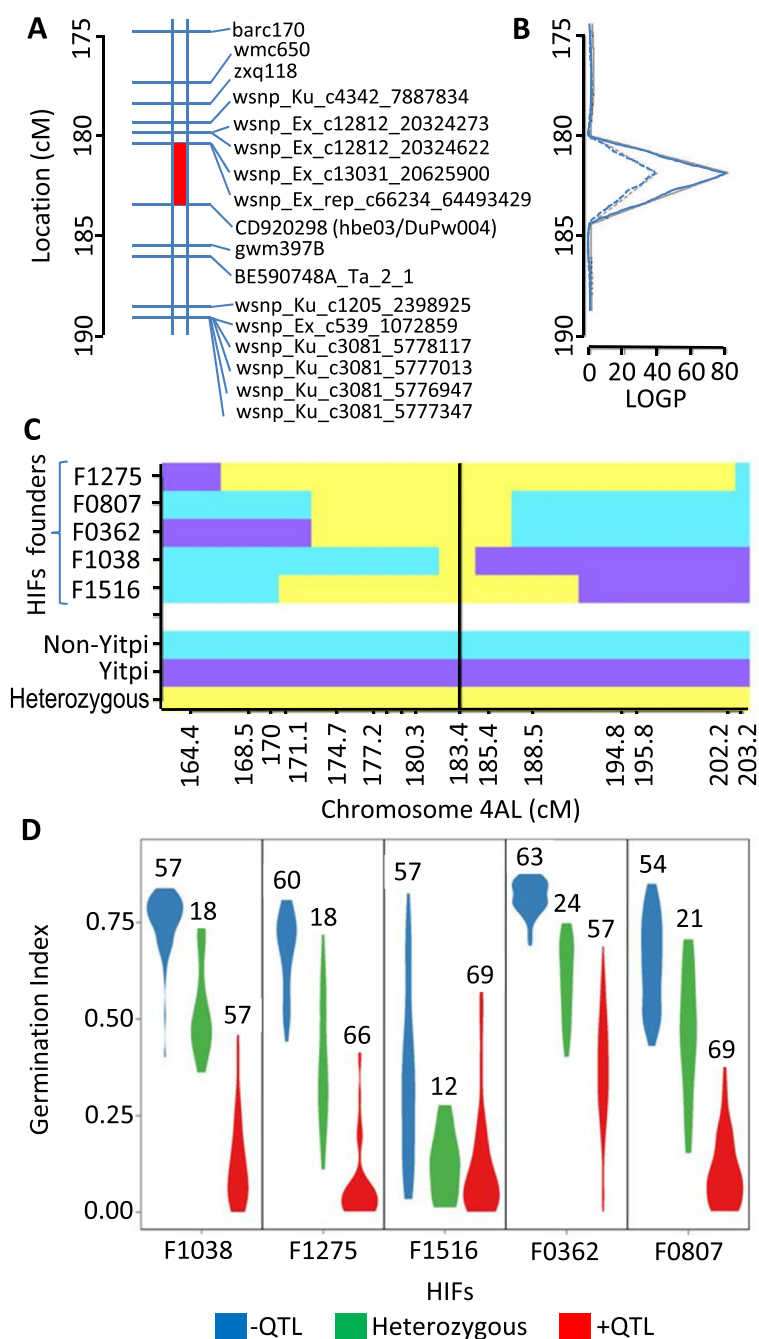 A
B
Location (cM)
175
180
185
190
barc170
wmc650
zxq118
wsnp_Ku_c4342_7887834
wsnp_Ex_c12812_20324273
wsnp_Ex_c12812_20324622
wsnp_Ex_c13031_20625900
wsnp_Ex_rep_c66234_64493429
CD920298 (hbe03/DuPw004)
gwm397B
BE590748A_Ta_2_1
wsnp_Ku_c1205_2398925
wsnp_Ex_c539_1072859
wsnp_Ku_c3081_5778117
wsnp_Ku_c3081_5777013
wsnp_Ku_c3081_5776947
wsnp_Ku_c3081_5777347
175
180
185
190
0 20 40 60 80
LOGP
C
HIFs founders
F1275
F0807
F0362
F1038
F1516
Non-Yitpi
Yitpi
Heterozygous
164.4 168.5 170 171.1 174.7 177.2 180.3 183.4 185.4 188.5 194.8 195.8 202.2 203.2
Chromosome 4AL (cM)
D
Germination Index
0.75
0.50
0.25
0.00
57 18 57
60 18 66
57 12 69
63 24 57
54 21 69
F1038 F1275 F1516 F0362 F0807
HIFs
-QTL Heterozygous +QTL